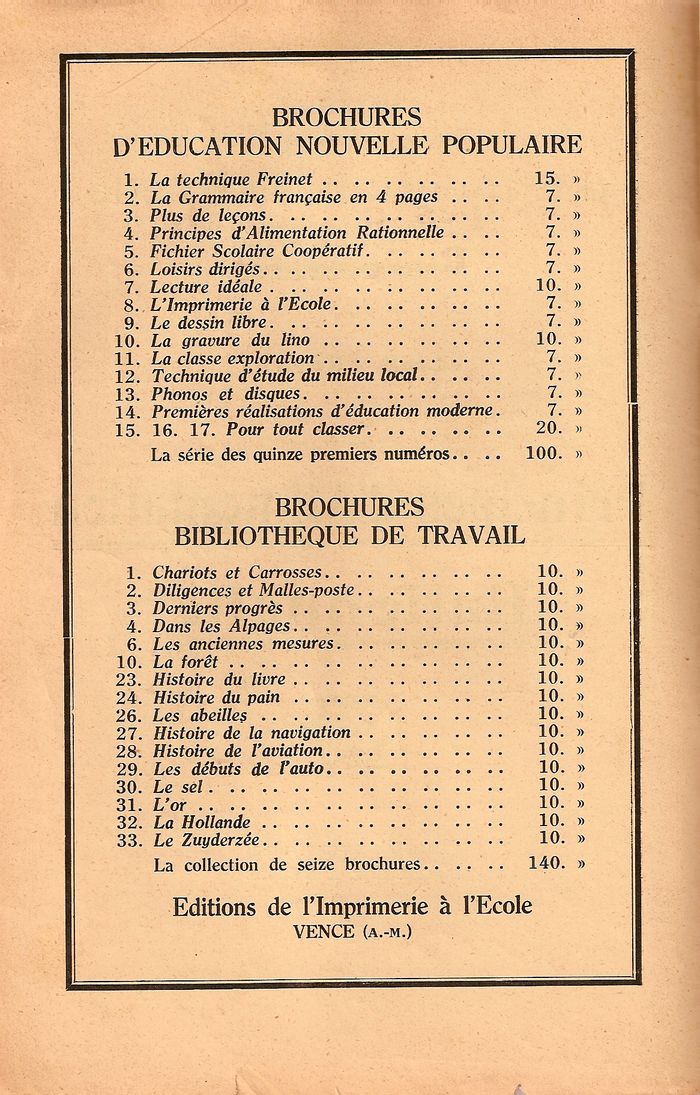 BROCHURES
D'EDUCATION NOUVELLE POPULAIRE
1. La technique Freinet .. .. .. .. .. 15. »
2. La Grammaire française en 4 pages .. .. 7. »
3. Plus de leçons. .. .. .. .. .. .. 7. »
4. Principes d'Alimentation Rationnelle .. .. 7. »
5. Fichier Scolaire Coopératif. .. .. .. .. 7. »
6. Loisirs dirigés.. .. .. .. .. .. .. 7. »
7. Lecture idéale .. .. .. .. .. .. .. 10. »
8. L'Imprimerie à l'Ecole. .. .. .. .. .. 7. »
9. Le dessin libre. .. .. .. .. .. .. 7. »
10. La gravure du lino .. .. .. .. .. 10. »
11. La classe exploration .. .. .. .. .. 7. »
12. Technique d'étude du milieu local.. .. .. 7. »
13. Phonos et disques. .. .. .. .. .. 7. »
14. Premières réalisations d'éducation moderne. 7. »
15. 16. 17. Pour tout classer. .. .. .. .. 20. »
La série des quinze premiers numéros.. .. 100. »
BROCHURES
BIBLIOTHEQUE DE TRAVAIL
1. Chariots et Carrosses.. .. .. .. .. .. 10. »
2. Diligences et Malles-poste.. .. .. .. .. 10. »
3. Derniers progrès .. .. .. .. .. .. 10. »
4. Dans les Alpages.. .. .. .. .. .. 10. »
6. Les anciennes mesures. .. .. .. .. .. 10. »
10. La forêt .. .. .. .. .. .. .. .. 10. »
23. Histoire du livre .. .. .. .. .. .. 10. »
24. Histoire du pain .. .. .. .. .. .. 10. »
26. Les abeilles .. .. .. .. .. .. .. 10. »
27. Histoire de la navigation .. .. .. .. 10. »
28. Histoire de l'aviation.. .. .. .. .. .. 10. »
29. Les débuts de l'auto.. .. .. .. .. .. 10. »
30. Le sel. .. .. .. .. .. .. .. .. 10. »
31. L'or .. .. .. .. .. .. .. .. .. 10. »
32. La Hollande .. .. .. .. .. .. .. 10. »
33. Le Zuyderzée.. .. .. .. .. .. .. 10. »
La collection de seize brochures.. .. .. 140. »
Editions de l'Imprimerie à l'Ecole
VENCE (A.-M.)